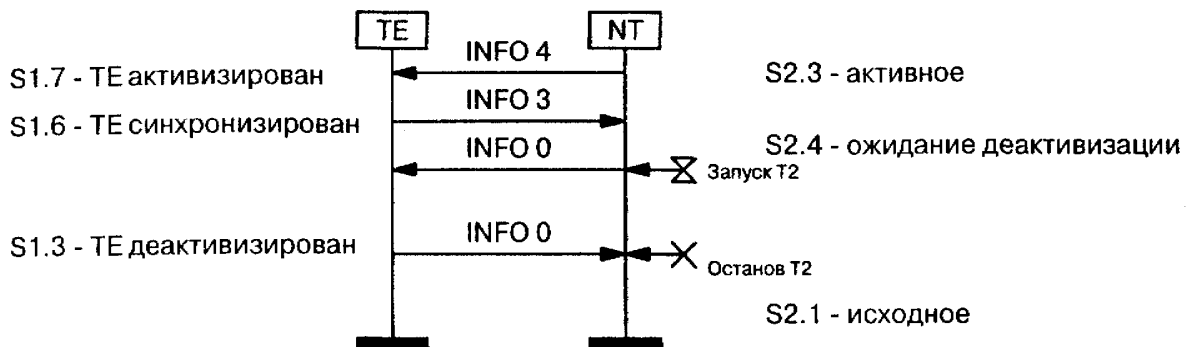 TE NT
INFO 4
S1.7 - TE активизирован
S2.3 - активное
INFO 3
S1.6 - TE синхронизирован
S2.4 - ожидание деактивизации
INFO 0
Запуск T2
INFO 0
S1.3 - TE деактивизирован
Останов T2
S2.1 - исходное